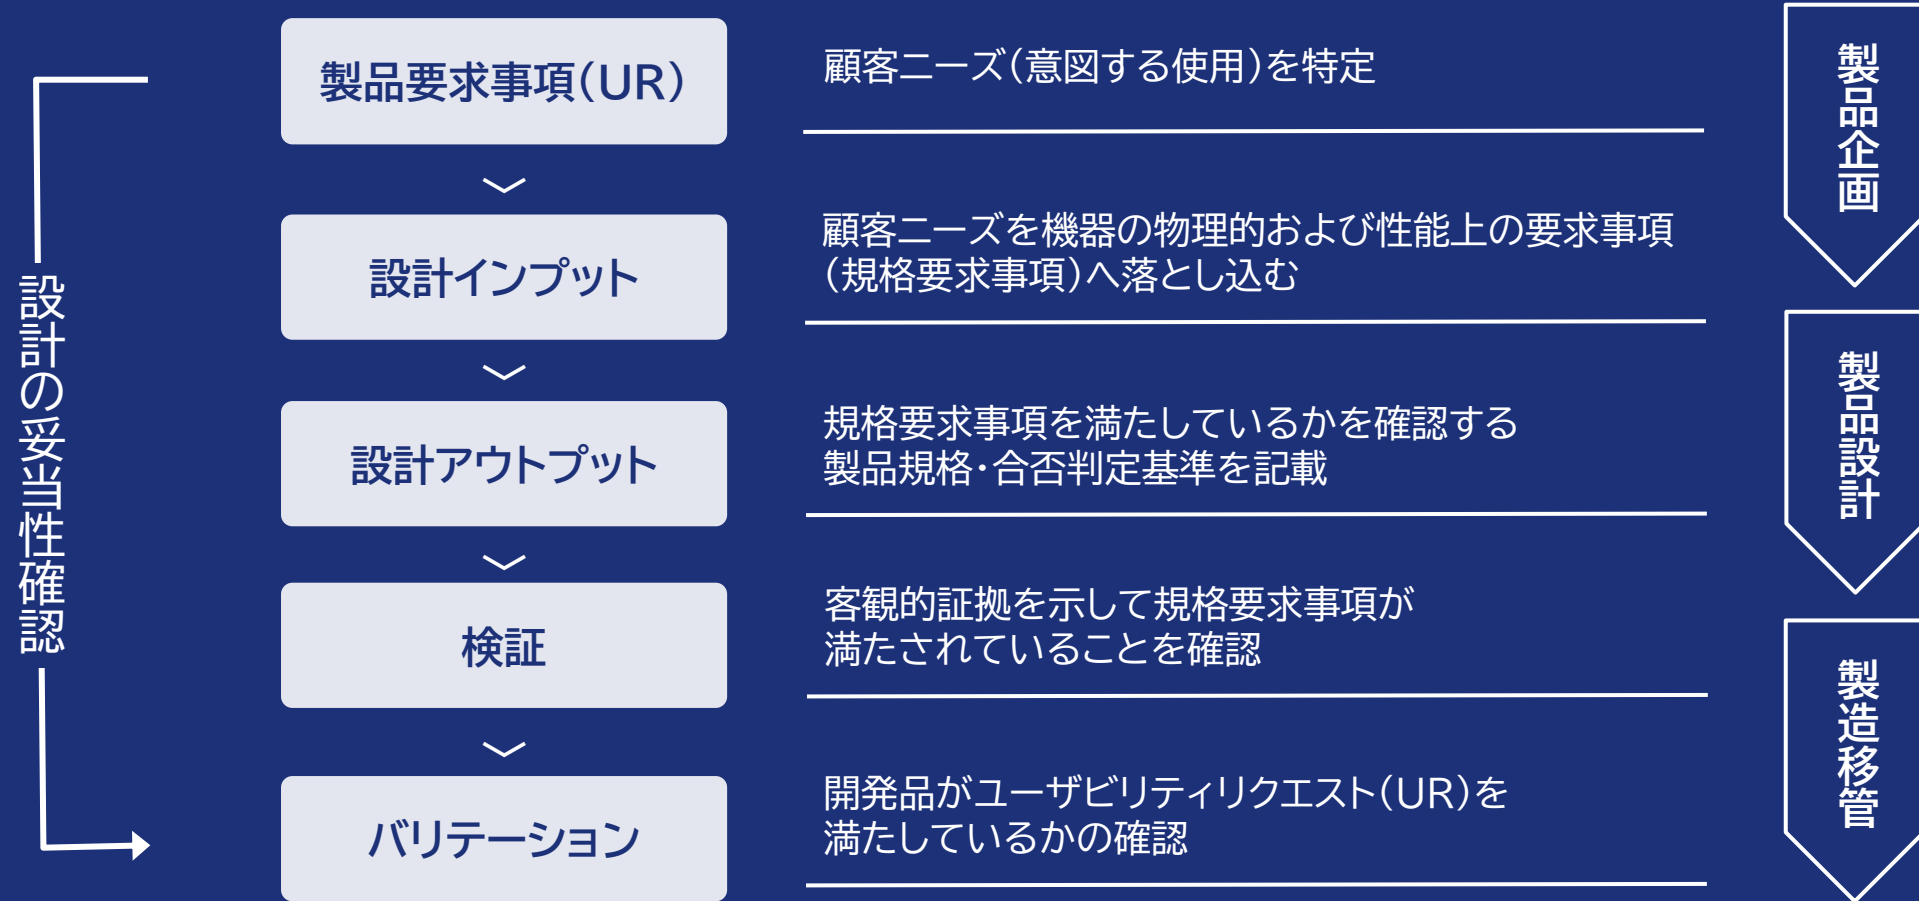 製品要求事項(UR)
顧客ニーズ(意図する使用)を特定
設計インプット
顧客ニーズを機器の物理的および性能上の要求事項
(規格要求事項)へ落とし込む
設計アウトプット
規格要求事項を満たしているかを確認する
製品規格・合否判定基準を記載
検証
客観的証拠を示して規格要求事項が
満たされていることを確認
バリテーション
開発品がユーザビリティリクエスト(UR)を
満たしているかの確認
設計の妥当性確認
製品企画
製品設計
製造移管